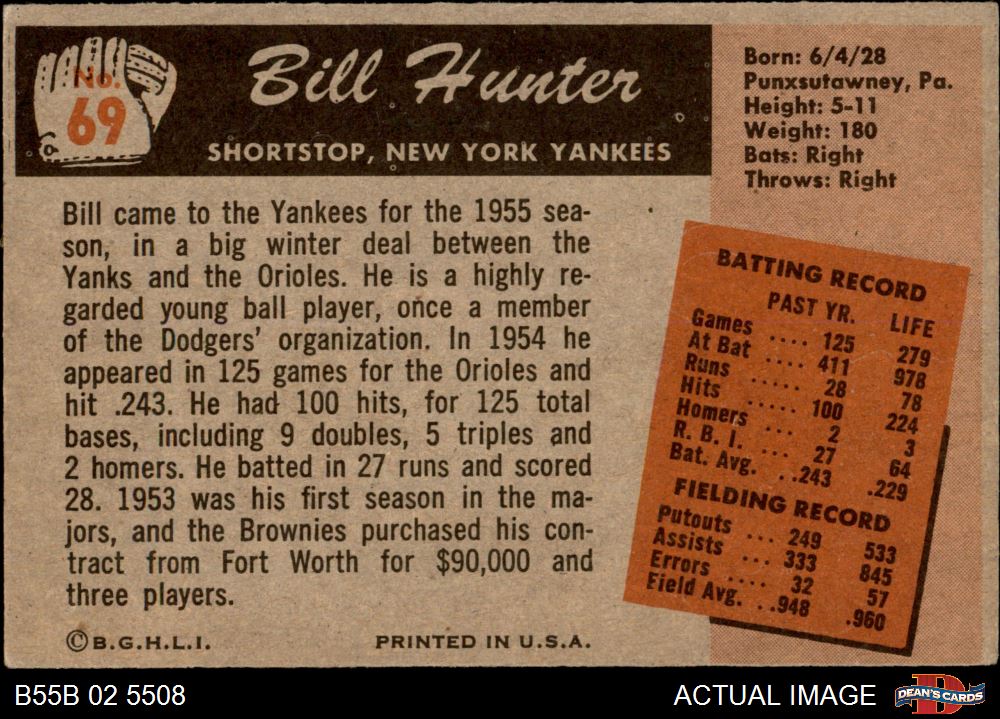 No.
69
Bill Hunter
SHORTSTOP, NEW YORK YANKEES
Born: 6/4/28
Punxsutawney, Pa.
Height: 5-11
Weight: 180
Bats: Right
Throws: Right
Bill came to the Yankees for the 1955 sea-
son, in a big winter deal between the
Yanks and the Orioles. He is a highly re-
garded young ball player, once a member
of the Dodgers' organization. In 1954 he
appeared in 125 games for the Orioles and
hit .243. He had 100 hits, for 125 total
bases, including 9 doubles, 5 triples and
2 homers. He batted in 27 runs and scored
28. 1953 was his first season in the ma-
jors, and the Brownies purchased his con-
tract from Fort Worth for $90,000 and
three players.
BATTING RECORD
PAST YR. LIFE
Games .... 125 279
At Bat .... 411 978
Runs ..... 28 78
Hits ..... 100 224
Homers ... 2 3
R. B. I. ... 27 64
Bat. Avg. ..243 .229
FIELDING RECORD
Putouts ... 249 533
Assists ... 333 845
Errors .... 32 57
Field Avg. ..948 .960
©B.G.H.L.I. PRINTED IN U.S.A.
B55B 02 5508 ACTUAL IMAGE
D
DEAN'S CARDS